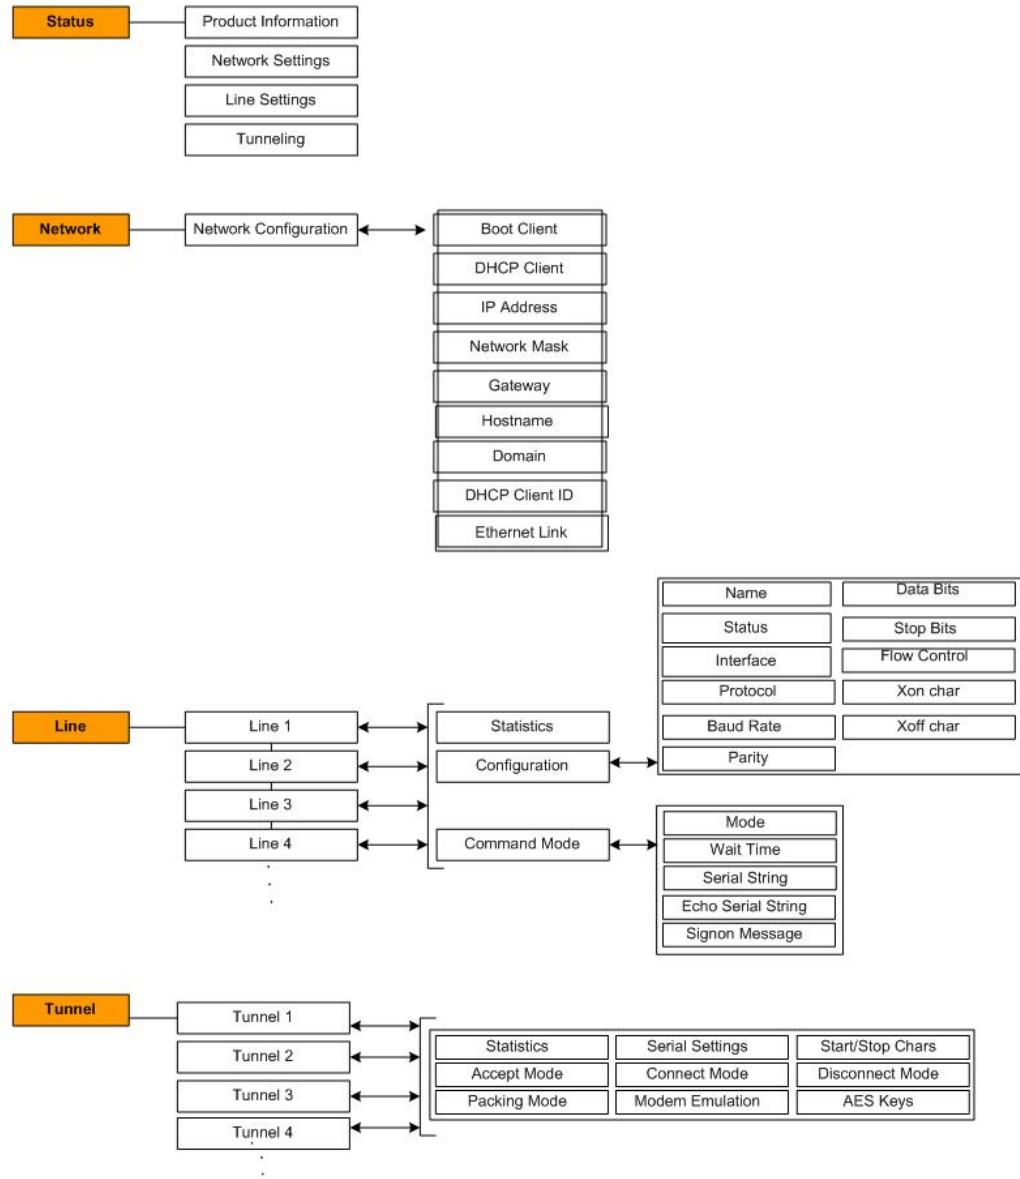 Status
Product Information
Network Settings
Line Settings
Tunneling
Network
Network Configuration
Boot Client
DHCP Client
IP Address
Network Mask
Gateway
Hostname
Domain
DHCP Client ID
Ethernet Link
Line
Line 1
Line 2
Line 3
Line 4
Statistics
Configuration
Command Mode
Name
Data Bits
Status
Stop Bits
Interface
Flow Control
Protocol
Xon char
Baud Rate
Xoff char
Parity
Mode
Wait Time
Serial String
Echo Serial String
Signon Message
Tunnel
Tunnel 1
Tunnel 2
Tunnel 3
Tunnel 4
Statistics
Serial Settings
Start/Stop Chars
Accept Mode
Connect Mode
Disconnect Mode
Packing Mode
Modem Emulation
AES Keys